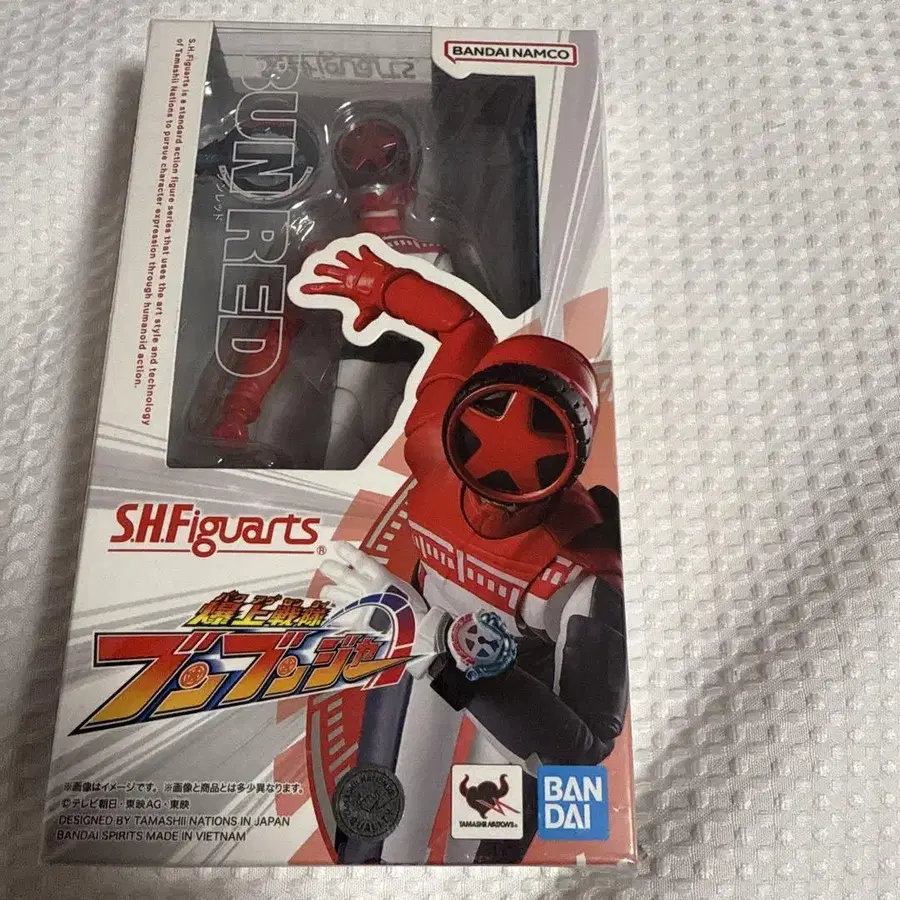 BANDAI NAMCO
S.H.Figuarts
S.H.Figuarts is a standard action figure series that uses the art style and technology
of Tamashii Nations to pursue character expression through humanoid action.
BUN RED
ブンレッド
S.H.Figuarts®
爆上戦隊
ブンブンジャー
※画像はイメージです。 ※画像と商品とは多少異なります。
©テレビ朝日・東映AG・東映
DESIGNED BY TAMASHII NATIONS IN JAPAN
BANDAI SPIRITS MADE IN VIETNAM
TAMASHII NATIONS®
BAN
DAI